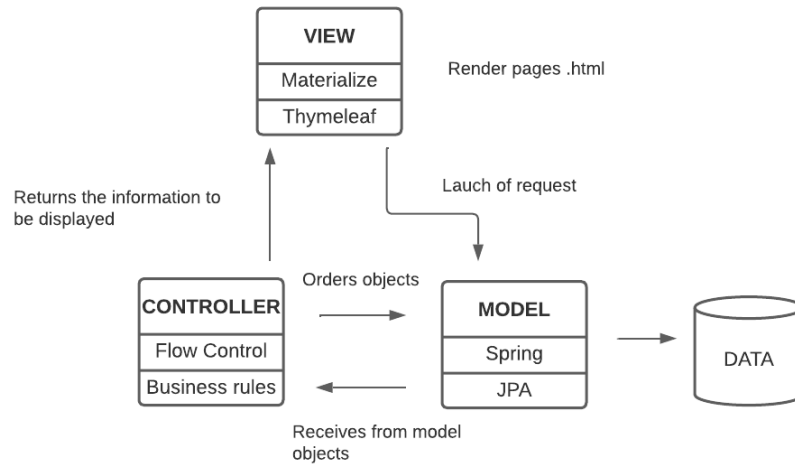 VIEW
Materialize
Thymeleaf
Render pages .html
Returns the information to
be displayed
Lauch of request
Orders objects
CONTROLLER
Flow Control
Business rules
MODEL
Spring
JPA
DATA
Receives from model
objects